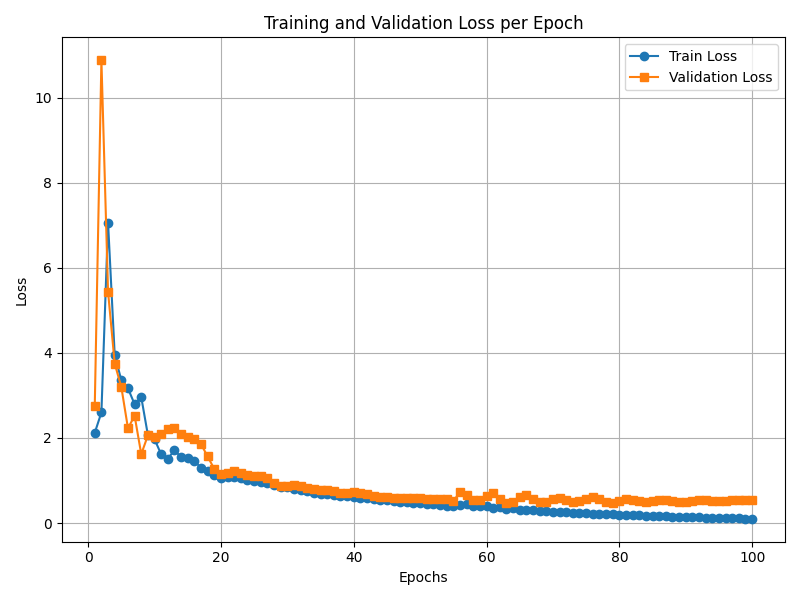 Training and Validation Loss per Epoch
Train Loss
Validation Loss
10
8
6
4
2
0
Loss
0 20 40 60 80 100
Epochs